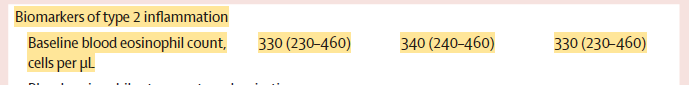 Biomarkers of type 2 inflammation
Baseline blood eosinophil count, 330 (230–460) 340 (240–460) 330 (230–460)
cells per µL